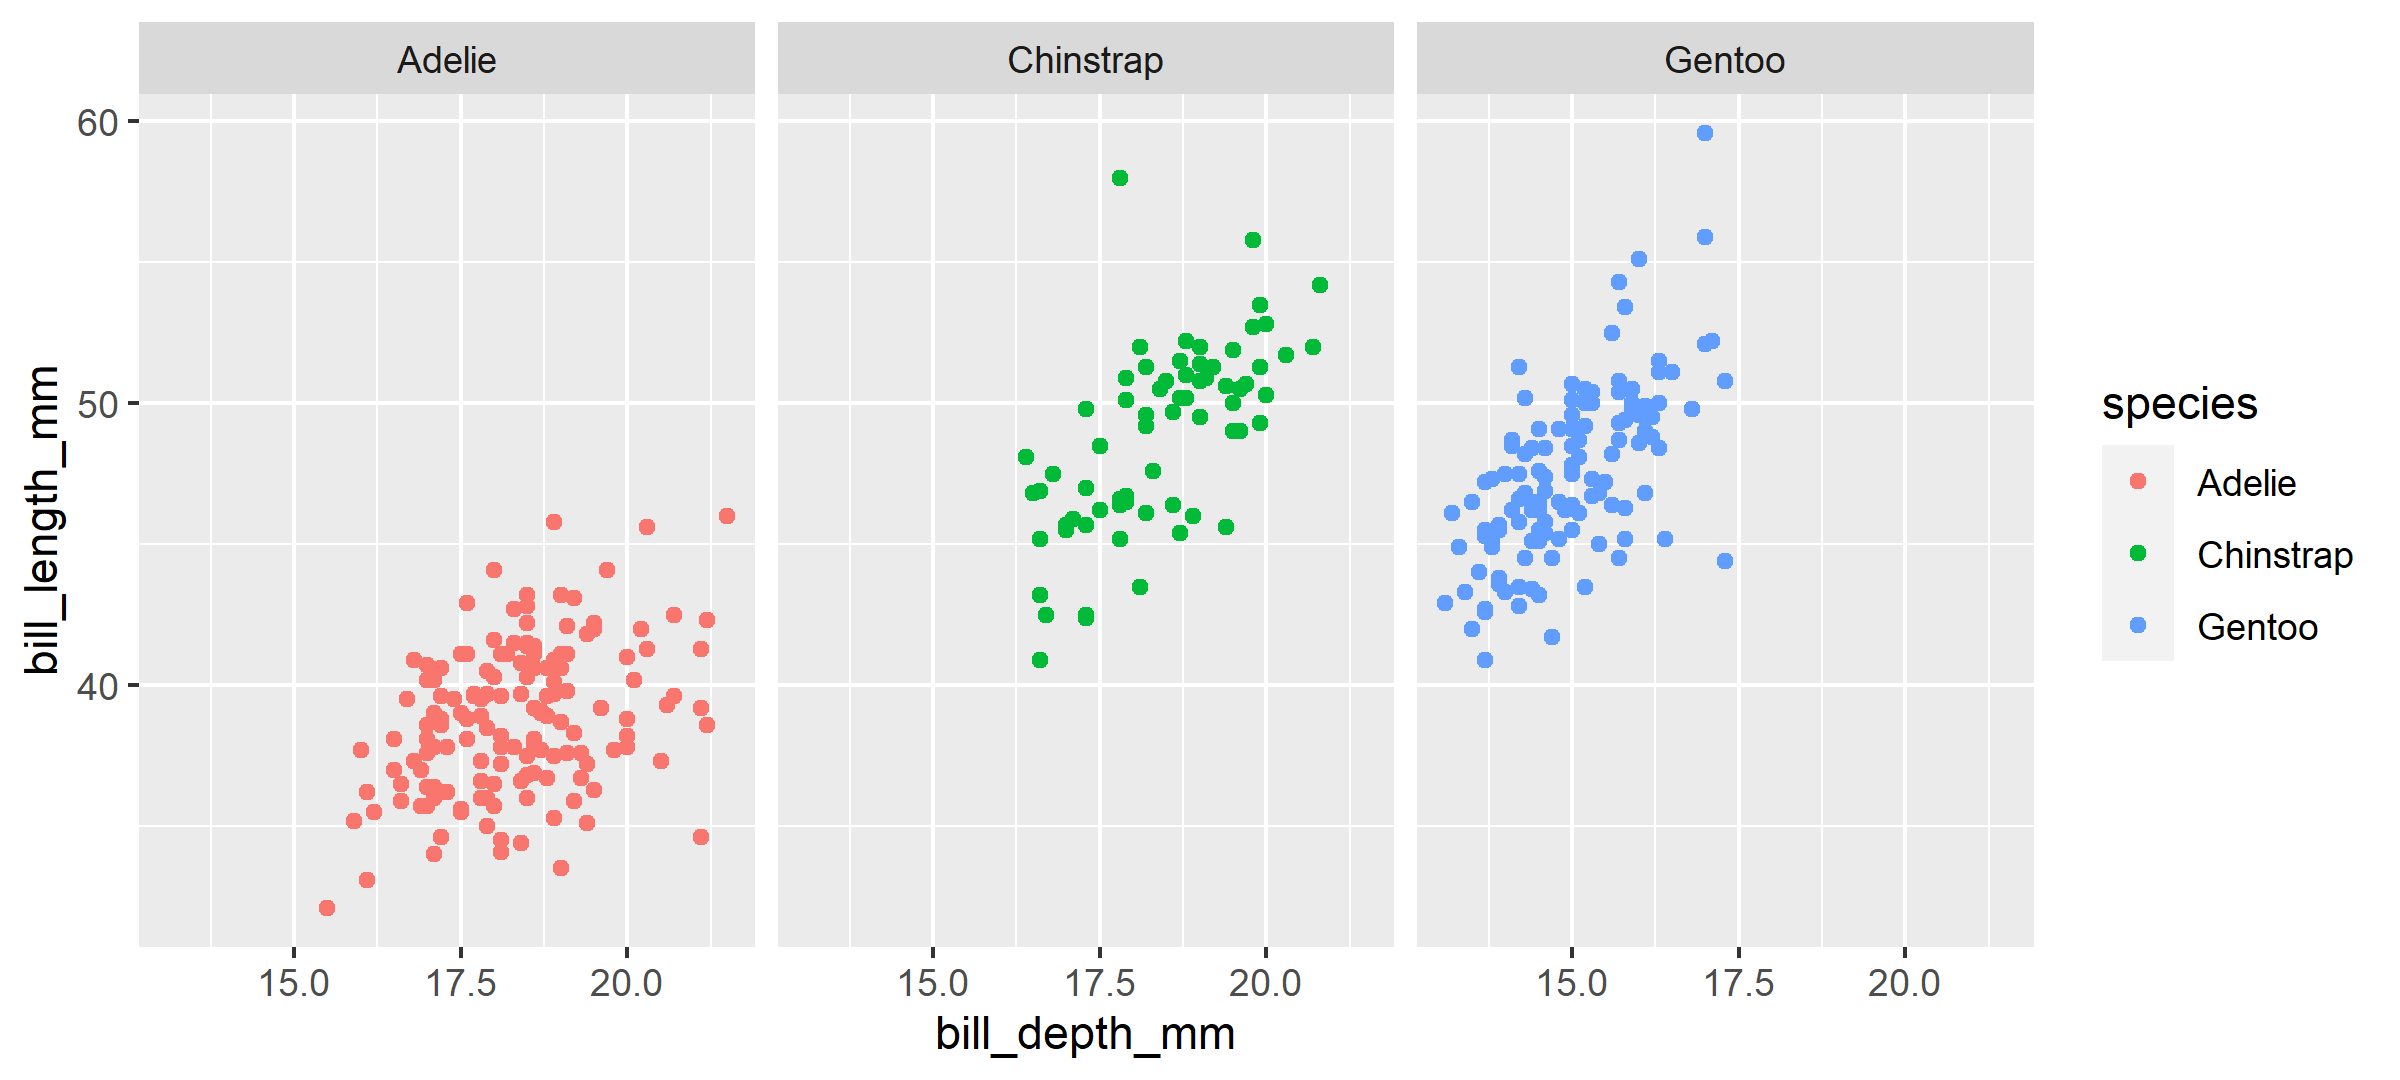 Adelie Chinstrap Gentoo
60
50
40
bill_length_mm
15.0 17.5 20.0 15.0 17.5 20.0 15.0 17.5 20.0
bill_depth_mm
species
Adelie
Chinstrap
Gentoo